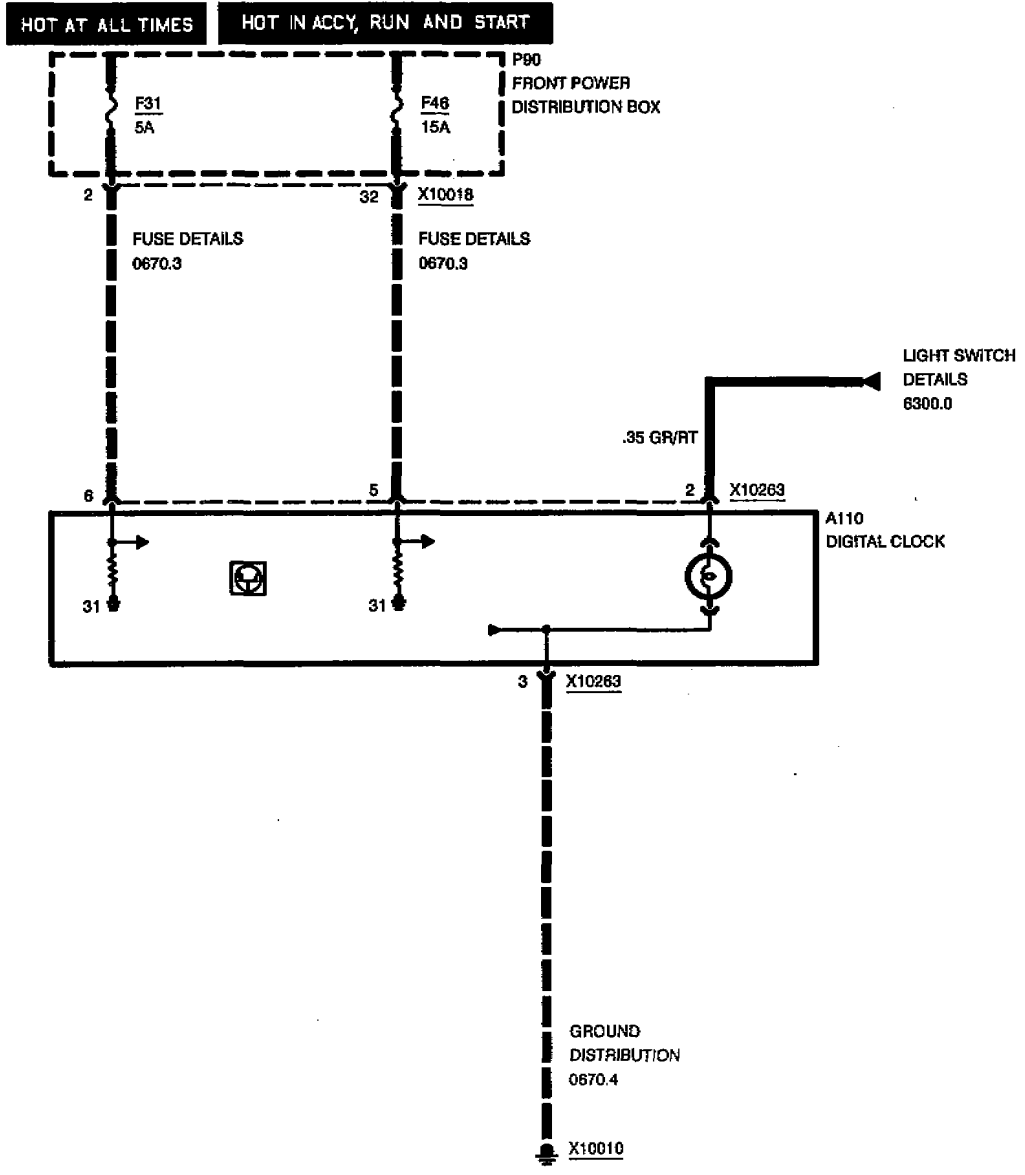 HOT AT ALL TIMES
HOT IN ACCY, RUN AND START
P90
FRONT POWER
DISTRIBUTION BOX
F31
5A
F46
15A
2
32
X10018
FUSE DETAILS
0670.3
FUSE DETAILS
0670.3
LIGHT SWITCH
DETAILS
6300.0
.35 GR/RT
6
5
2
X10263
A110
DIGITAL CLOCK
31
31
3
X10263
GROUND
DISTRIBUTION
0670.4
X10010